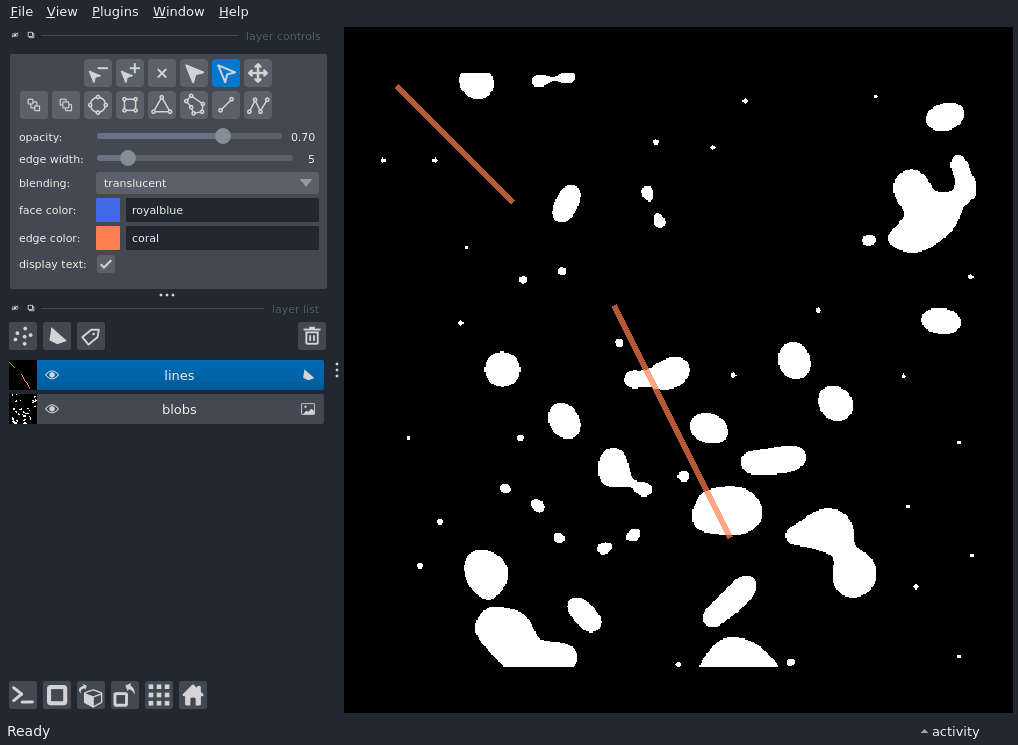 File View Plugins Window Help
layer controls
opacity: 0.70
edge width: 5
blending: translucent
face color: royalblue
edge color: coral
display text:
layer list
lines
blobs
Ready
activity